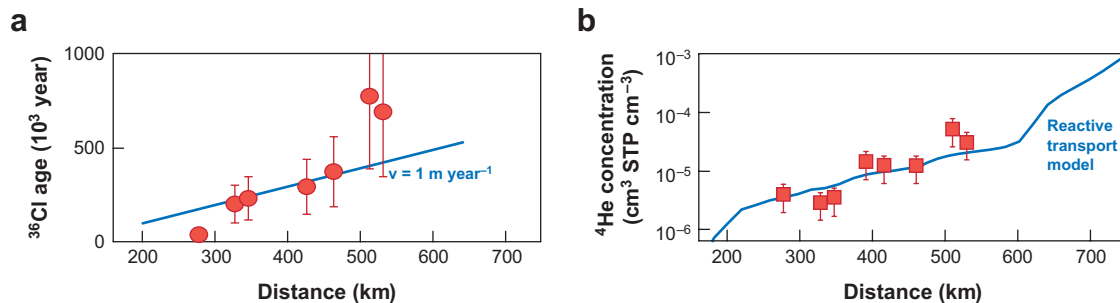 a
³⁶Cl age (10³ year)
1000
500
0
v = 1 m year⁻¹
200 300 400 500 600 700
Distance (km)
b
⁴He concentration
(cm³ STP cm⁻³)
10⁻³
10⁻⁴
10⁻⁵
10⁻⁶
Reactive
transport
model
200 300 400 500 600 700
Distance (km)